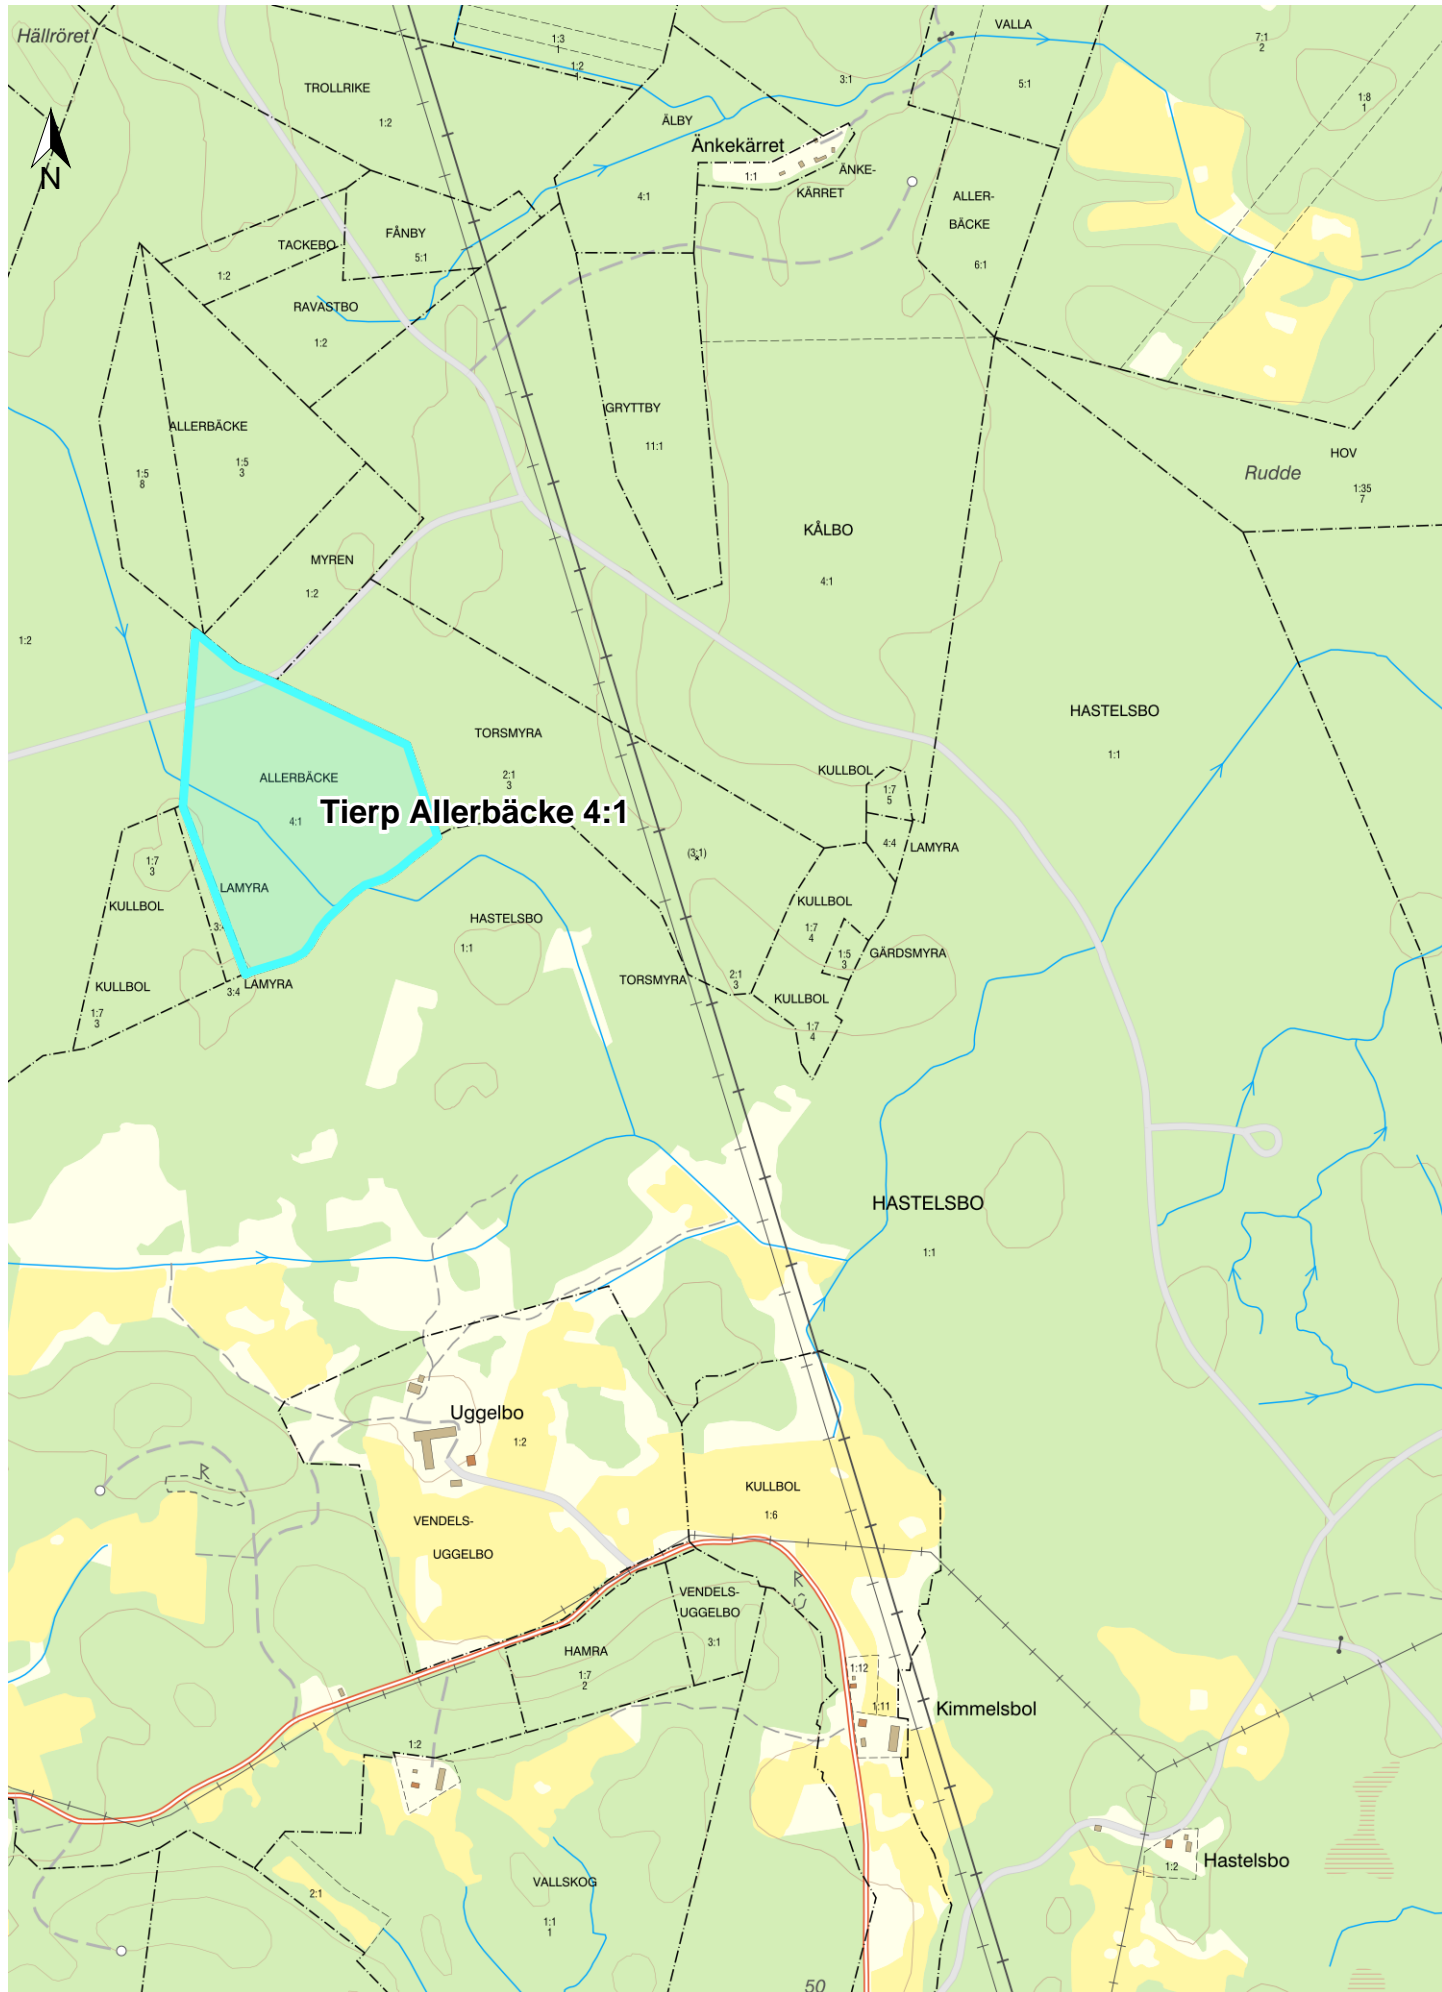 Hällröret
VALLA
1:3
1
7:1
2
1:2
1
TROLLRIKE
3:1
5:1
1:8
1
1:2
ÄLBY
Änkekärret
N
1:1
ÄNKE-
KÄRRET
4:1
ALLER-
BÄCKE
FÅNBY
TACKEBO
5:1
6:1
1:2
RAVASTBO
1:2
GRYTTBY
ALLERBÄCKE
11:1
HOV
1:5
3
1:5
8
Rudde
1:35
7
KÅLBO
MYREN
4:1
1:2
1:2
HASTELSBO
TORSMYRA
1:1
KULLBOL
ALLERBÄCKE
2:1
3
1:7
5
Tierp Allerbäcke 4:1
4:1
4:4
LAMYRA
(3:1)
1:7
3
LAMYRA
KULLBOL
KULLBOL
HASTELSBO
1:7
4
3:4
1:1
1:5
3
GÄRDSMYRA
TORSMYRA
2:1
3
KULLBOL
LAMYRA
3:4
KULLBOL
1:7
3
1:7
4
HASTELSBO
1:1
Uggelbo
1:2
KULLBOL
1:6
R
VENDELS-
UGGELBO
R
VENDELS-
UGGELBO
3:1
HAMRA
1:7
2
1:12
1:11
Kimmelsbol
1:2
Hastelsbo
1:2
VALLSKOG
2:1
1:1
1
50